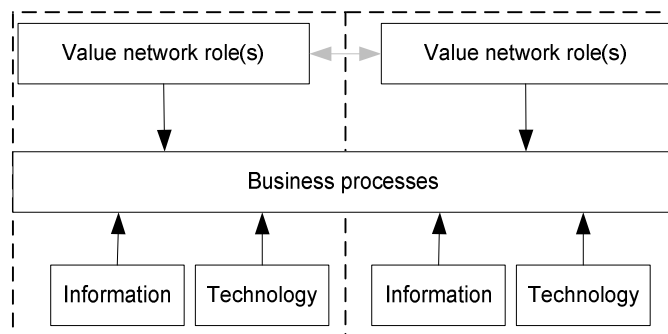 Value network role(s)
Value network role(s)
Business processes
Information
Technology
Information
Technology